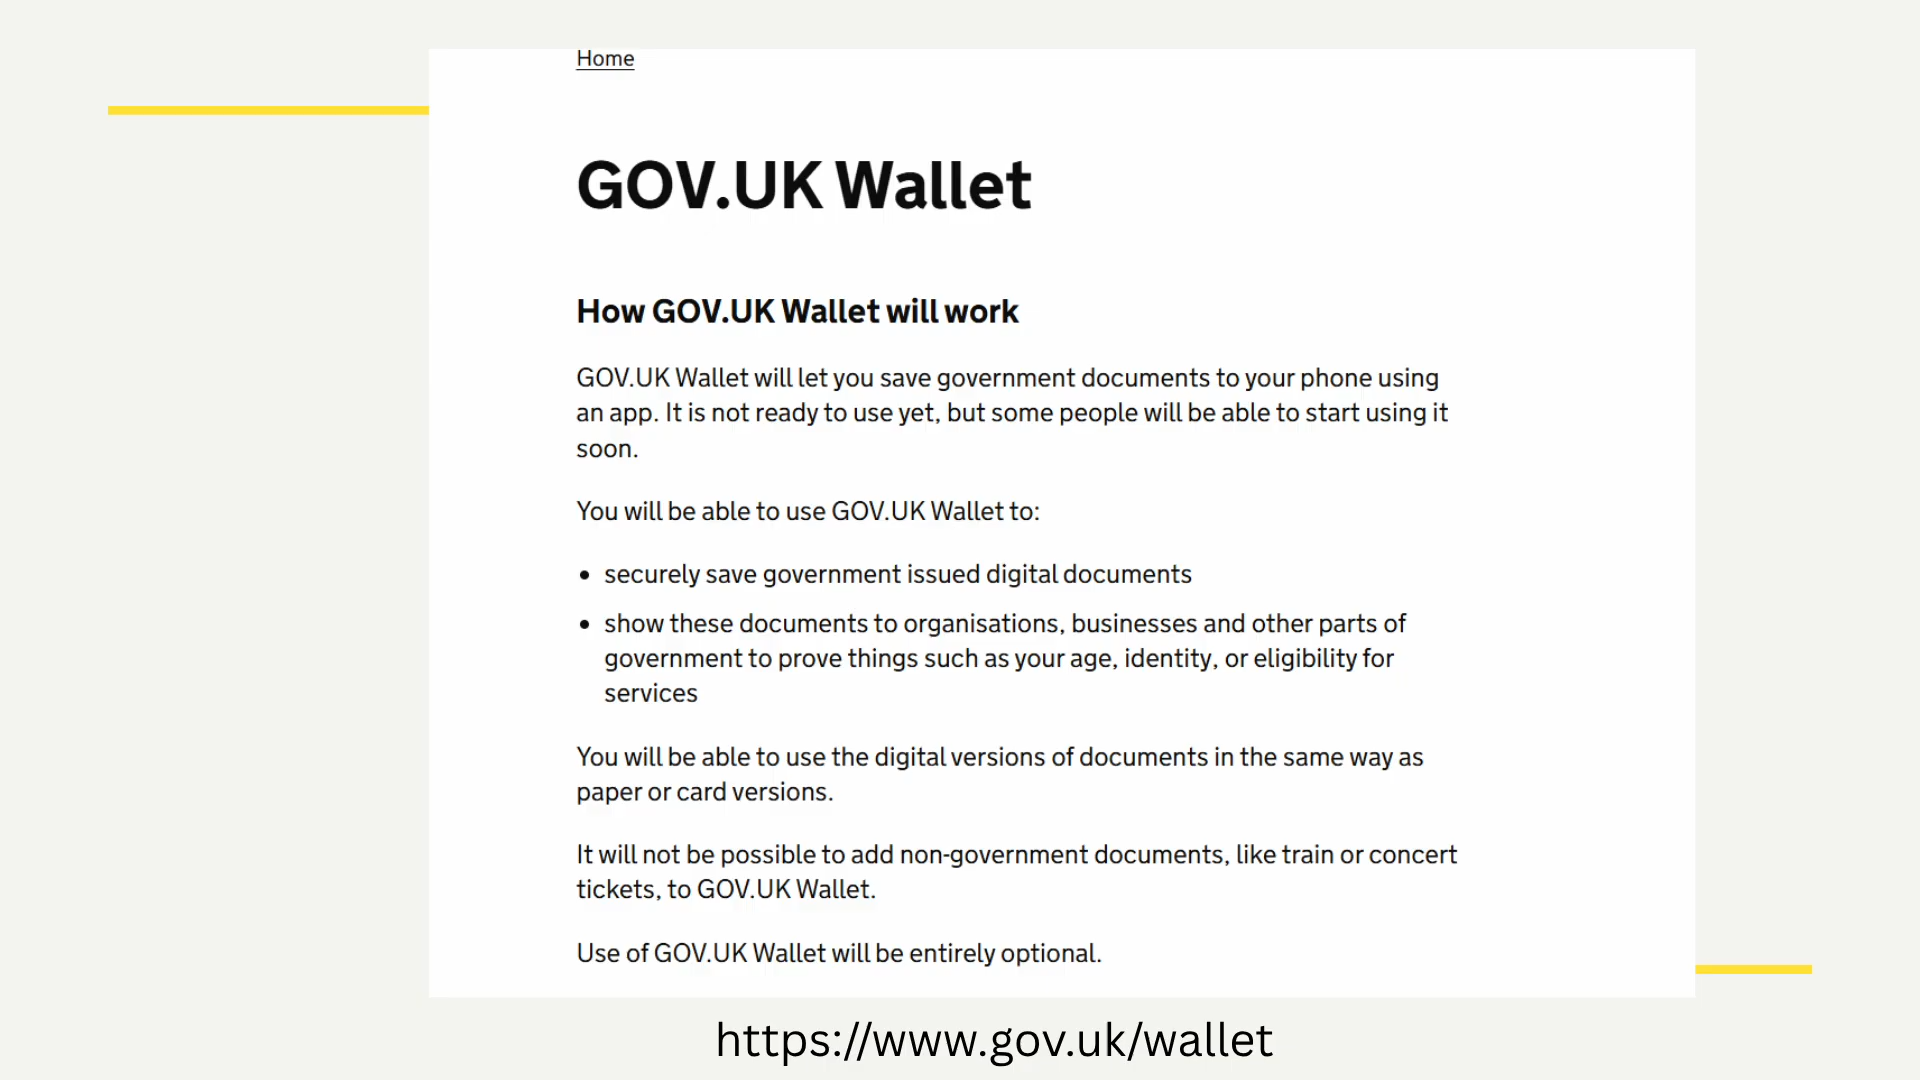 Home
GOV.UK Wallet
How GOV.UK Wallet will work
GOV.UK Wallet will let you save government documents to your phone using
an app. It is not ready to use yet, but some people will be able to start using it
soon.
You will be able to use GOV.UK Wallet to:
• securely save government issued digital documents
• show these documents to organisations, businesses and other parts of
government to prove things such as your age, identity, or eligibility for
services
You will be able to use the digital versions of documents in the same way as
paper or card versions.
It will not be possible to add non-government documents, like train or concert
tickets, to GOV.UK Wallet.
Use of GOV.UK Wallet will be entirely optional.
https://www.gov.uk/wallet